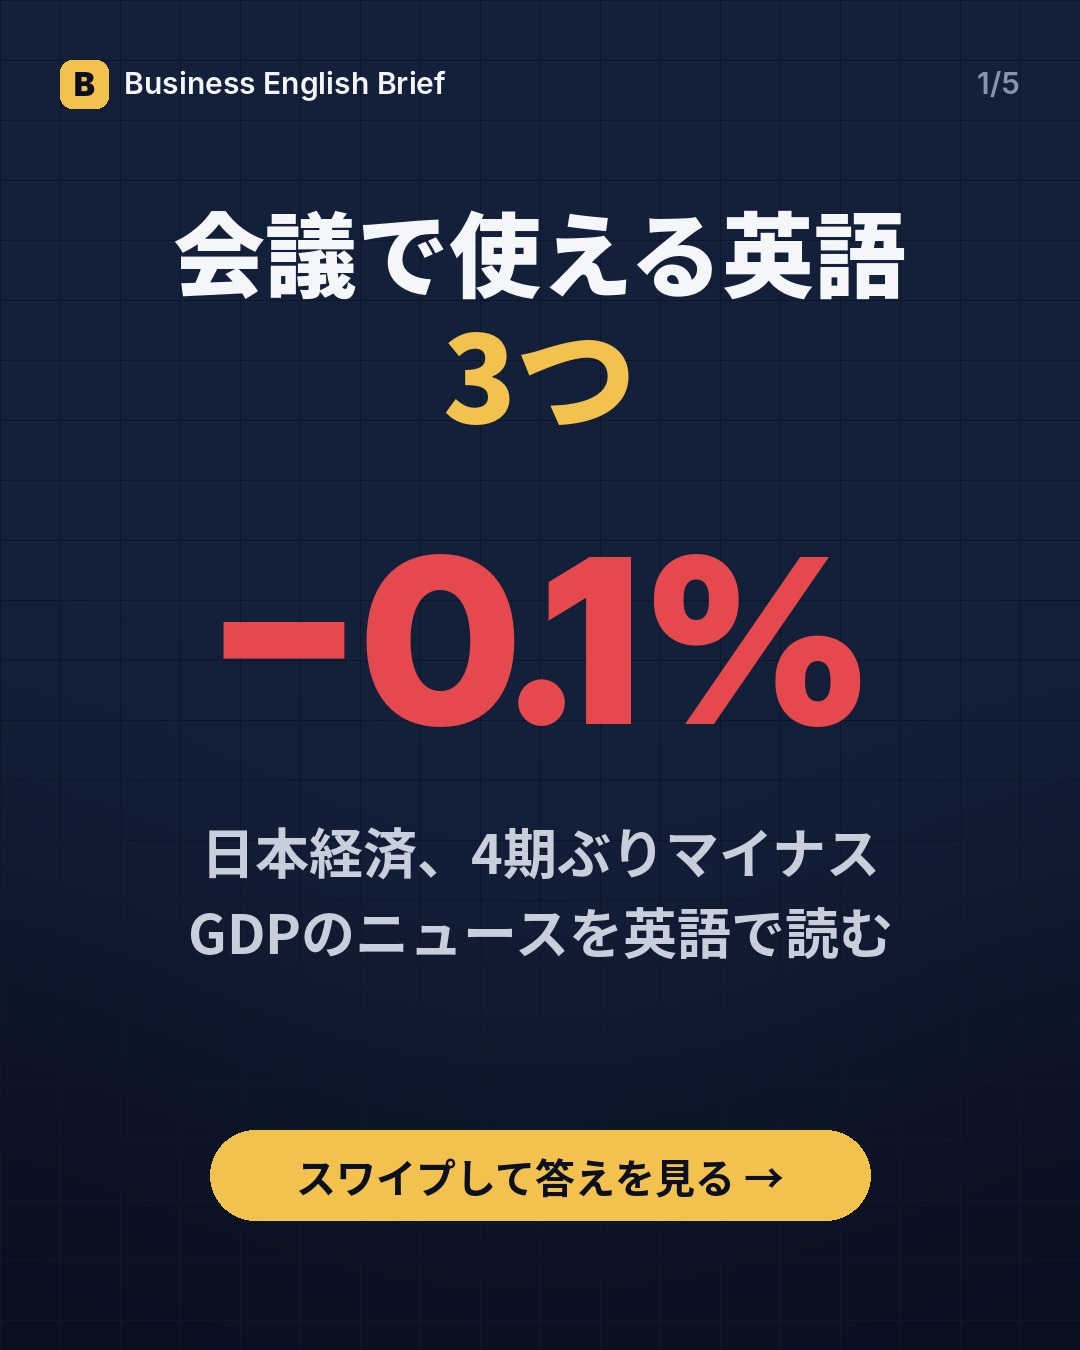 B Business English Brief
1/5
会議で使える英語
3つ
−0.1%
日本経済、4期ぶりマイナス
GDPのニュースを英語で読む
スワイプして答えを見る →